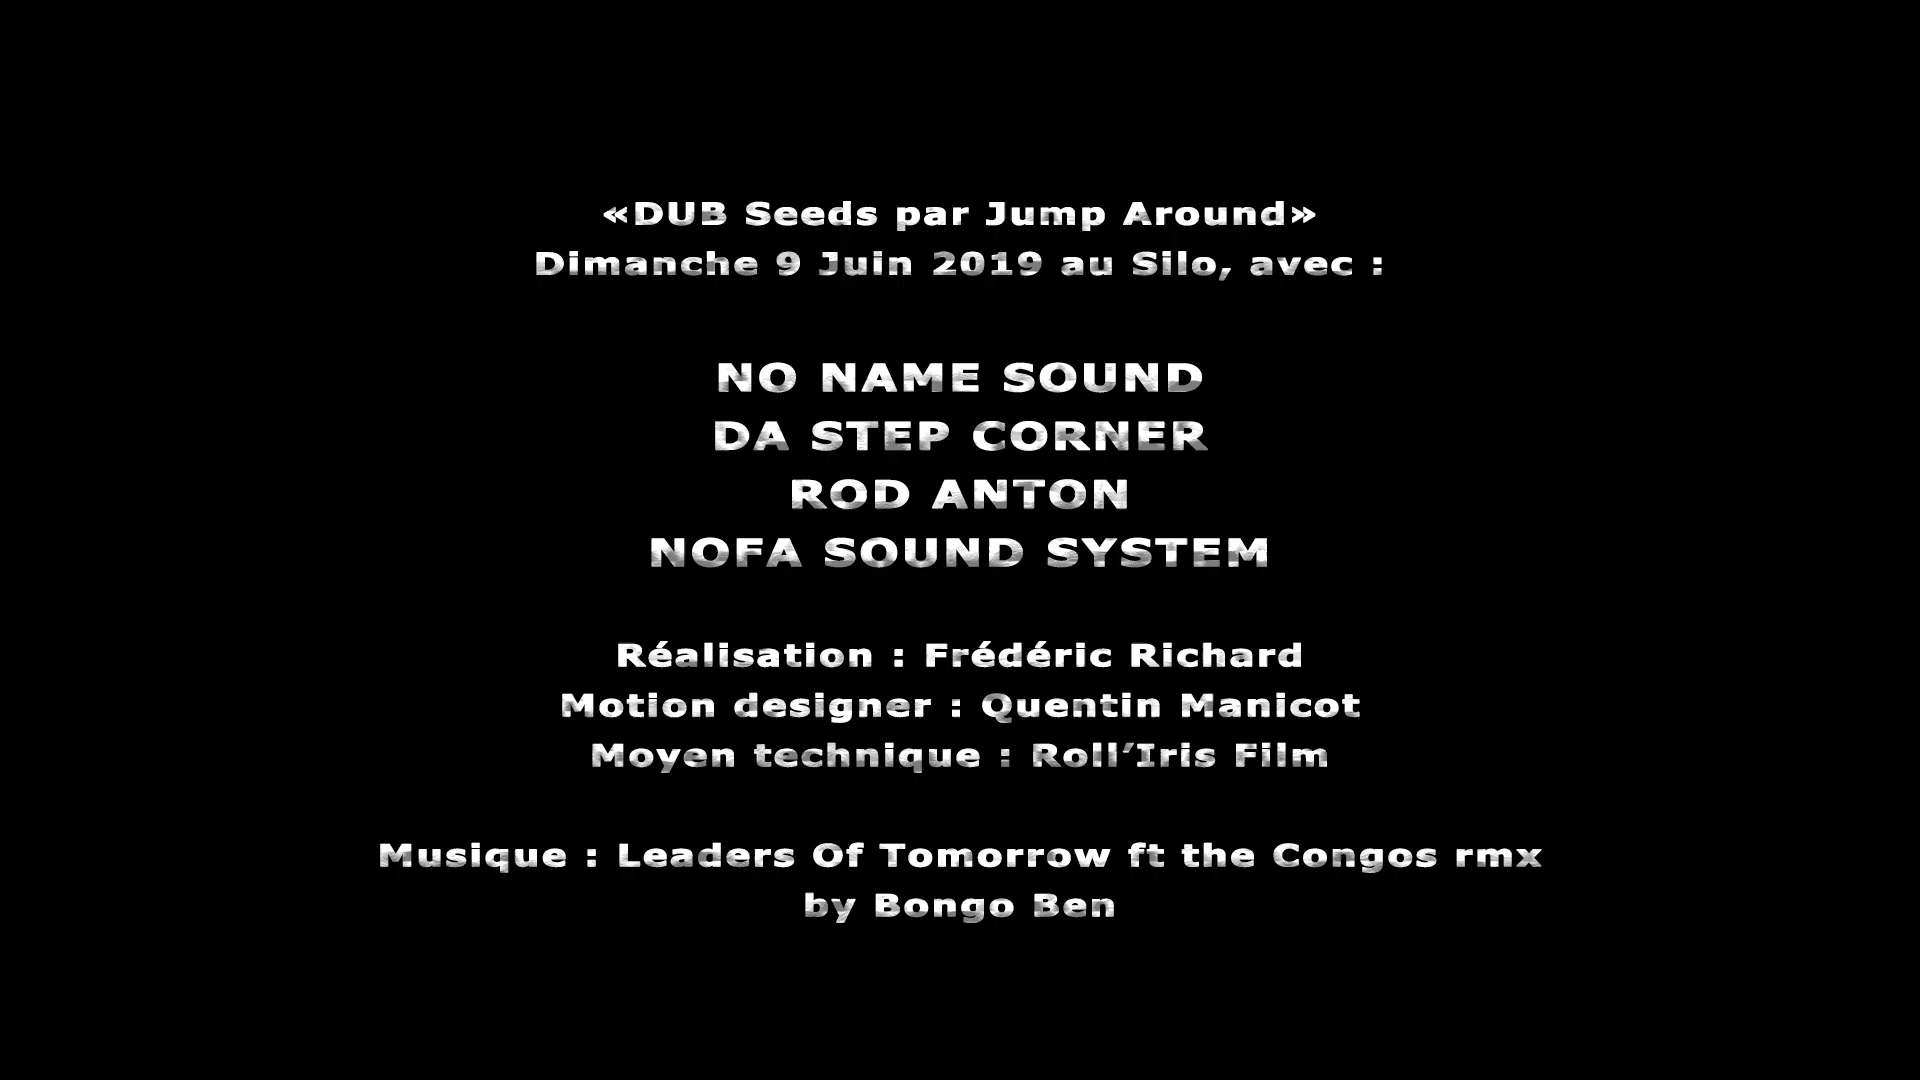 «DUB Seeds par Jump Around»
Dimanche 9 Juin 2019 au Silo, avec :
NO NAME SOUND
DA STEP CORNER
ROD ANTON
NOFA SOUND SYSTEM
Réalisation : Frédéric Richard
Motion designer : Quentin Manicot
Moyen technique : Roll’Iris Film
Musique : Leaders Of Tomorrow ft the Congos rmx
by Bongo Ben